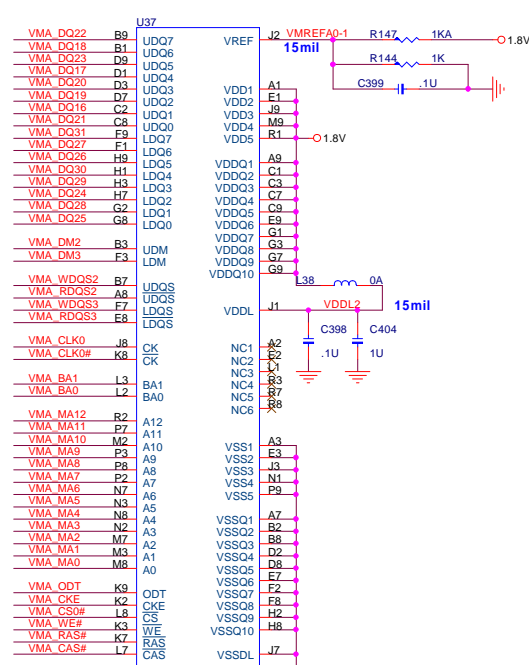 U37
VMA_DQ22 B9 UDQ7 VREF J2 VMREFA0-1 R147 1KA 1.8V
VMA_DQ18 B1 UDQ6 15mil
VMA_DQ23 D9 UDQ5 R144 1K
VMA_DQ17 D1 UDQ4
VMA_DQ20 D3 UDQ3 VDD1 A1 C399 .1U
VMA_DQ19 D7 UDQ2 VDD2 E1
VMA_DQ16 C2 UDQ1 VDD3 J9
VMA_DQ21 C8 UDQ0 VDD4 M9
VMA_DQ31 F9 LDQ7 VDD5 R1 1.8V
VMA_DQ27 F1 LDQ6
VMA_DQ26 H9 LDQ5 VDDQ1 A9
VMA_DQ30 H1 LDQ4 VDDQ2 C1
VMA_DQ29 H3 LDQ3 VDDQ3 C3
VMA_DQ24 H7 LDQ2 VDDQ4 C7
VMA_DQ28 G2 LDQ1 VDDQ5 C9
VMA_DQ25 G8 LDQ0 VDDQ6 E9
VDDQ7 G1
VMA_DM2 B3 UDM VDDQ8 G3
VMA_DM3 F3 LDM VDDQ9 G7
VDDQ10 G9
VMA_WDQS2 B7 UDQS L38 0A
VMA_RDQS2 A8 UDQS
VMA_WDQS3 F7 LDQS VDDL J1 VDDL2 15mil
VMA_RDQS3 E8 LDQS
C398 C404
.1U 1U
VMA_CLK0 J8 CK NC1 A2
VMA_CLK0# K8 CK NC2 E2
NC3 L1
VMA_BA1 L3 BA1 NC4 R3
VMA_BA0 L2 BA0 NC5 R7
NC6 R8
VMA_MA12 R2 A12
VMA_MA11 P7 A11
VMA_MA10 M2 A10 VSS1 A3
VMA_MA9 P3 A9 VSS2 E3
VMA_MA8 P8 A8 VSS3 J3
VMA_MA7 P2 A7 VSS4 N1
VMA_MA6 N7 A6 VSS5 P9
VMA_MA5 N3 A5
VMA_MA4 N8 A4 VSSQ1 A7
VMA_MA3 N2 A3 VSSQ2 B2
VMA_MA2 M7 A2 VSSQ3 B8
VMA_MA1 M3 A1 VSSQ4 D2
VMA_MA0 M8 A0 VSSQ5 D8
VSSQ6 E7
VMA_ODT K9 ODT VSSQ7 F2
VMA_CKE K2 CKE VSSQ8 F8
VMA_CS0# L8 CS VSSQ9 H2
VMA_WE# K3 WE VSSQ10 H8
VMA_RAS# K7 RAS
VMA_CAS# L7 CAS VSSDL J7